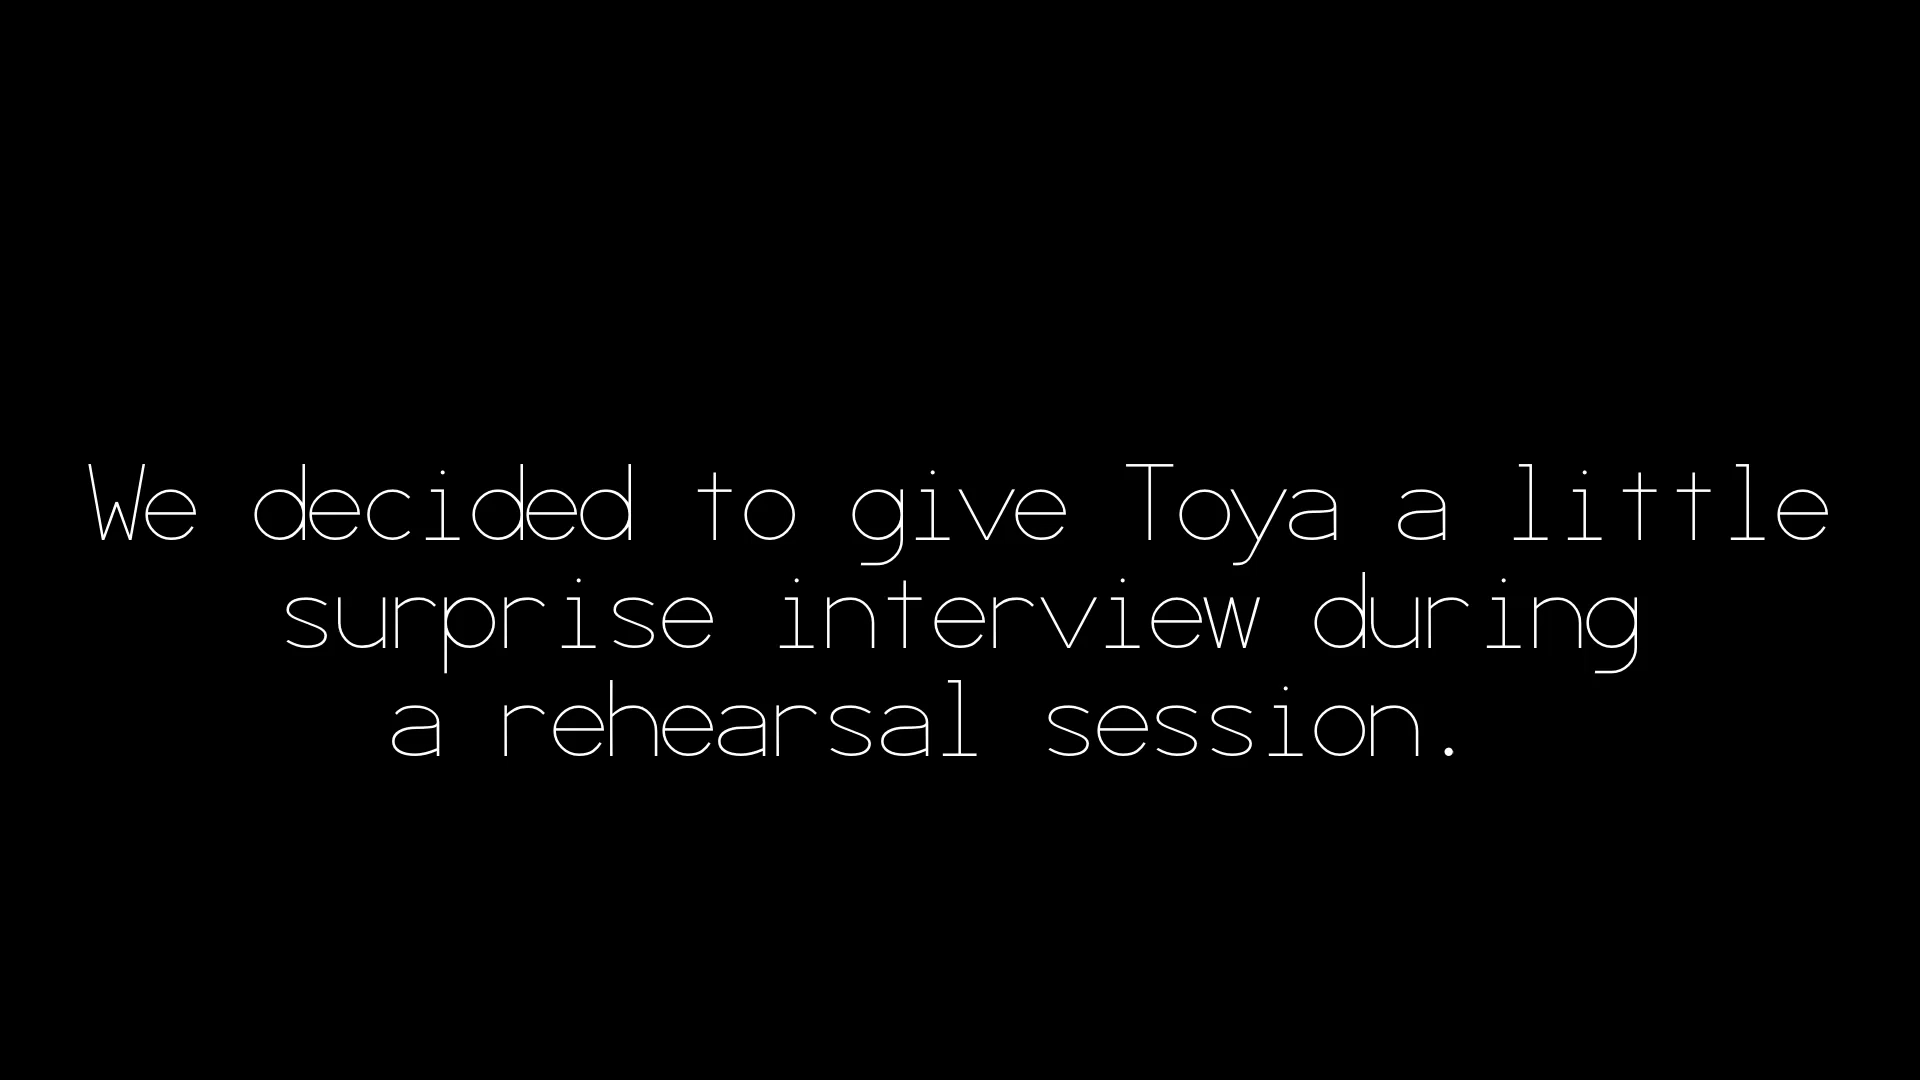 We decided to give Toya a little
surprise interview during
a rehearsal session.